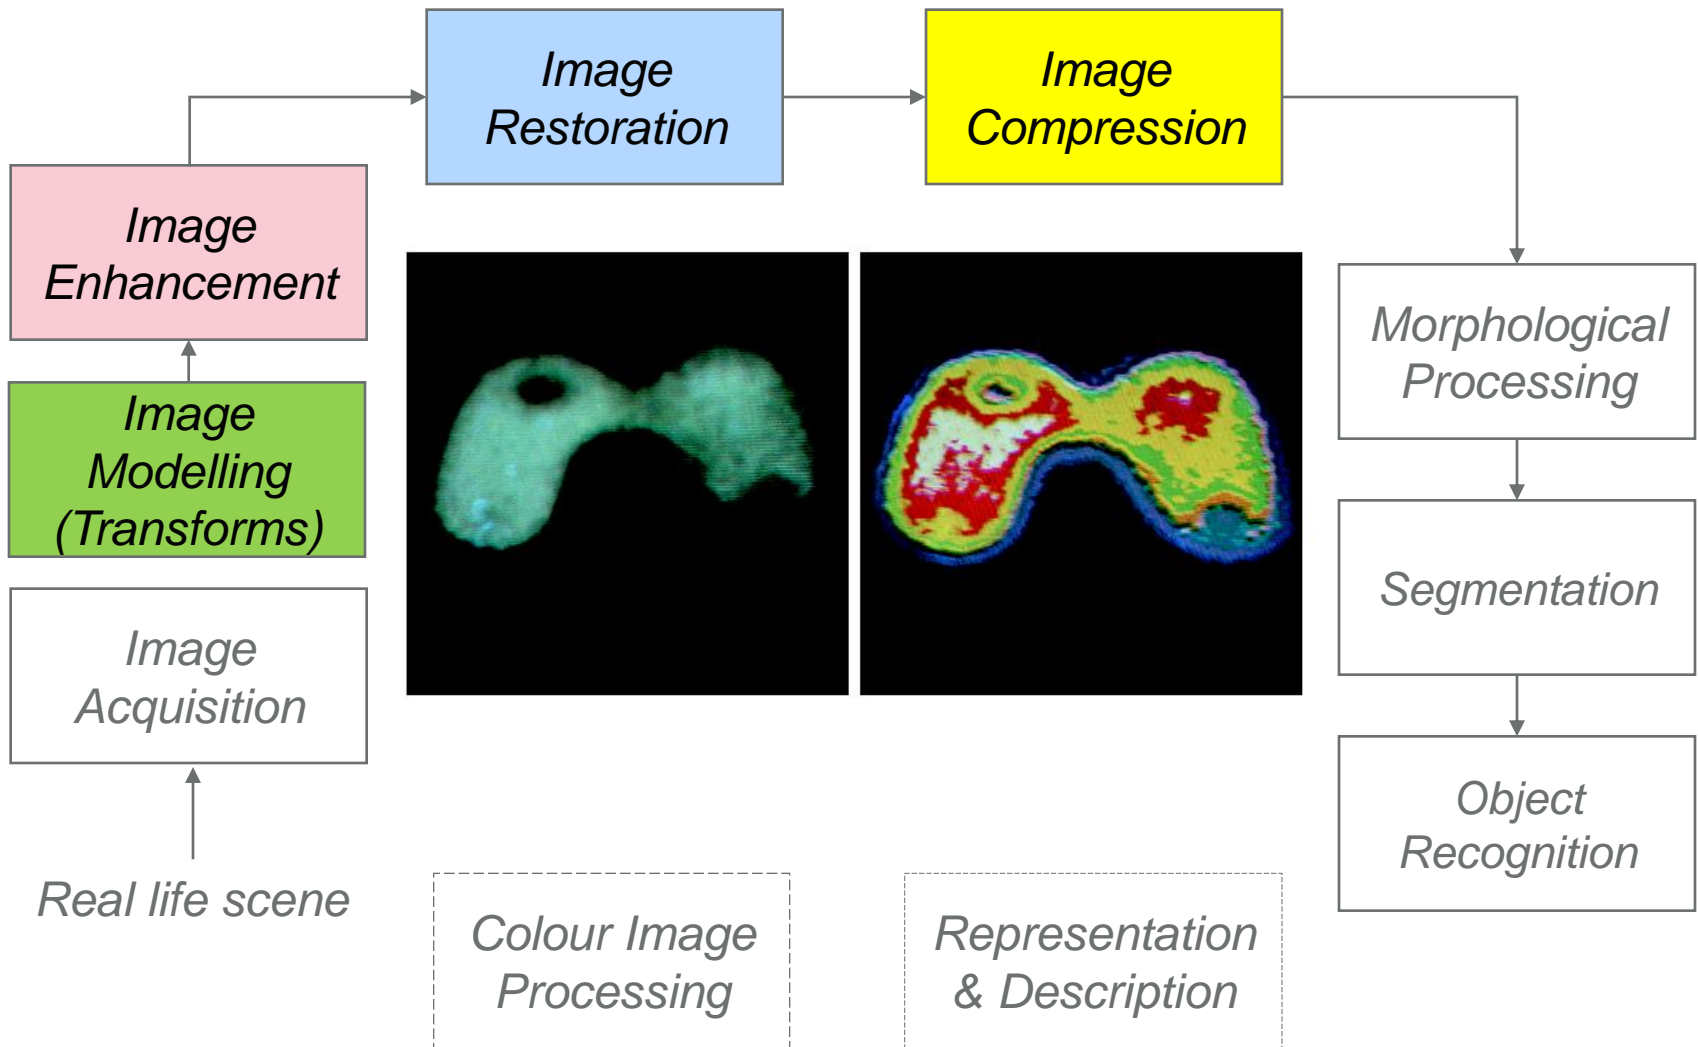 Image
Restoration
Image
Compression
Image
Enhancement
Image
Modelling
(Transforms)
Image
Acquisition
Real life scene
Morphological
Processing
Segmentation
Object
Recognition
Colour Image
Processing
Representation
& Description